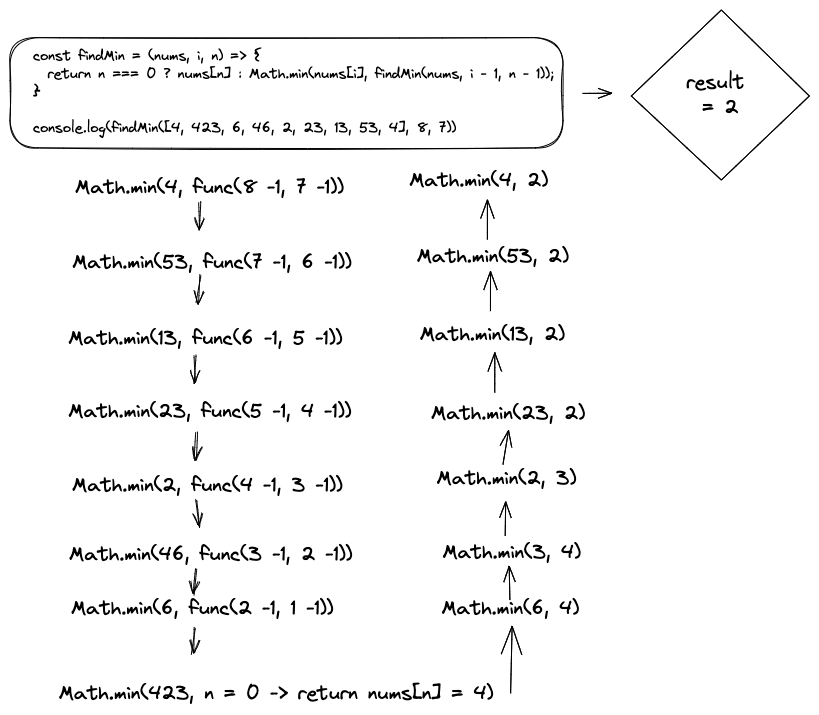 const findMin = (nums, i, n) => {
return n === 0 ? nums[n] : Math.min(nums[i], findMin(nums, i - 1, n - 1));
}
console.log(findMin([4, 423, 6, 46, 2, 23, 13, 53, 4], 8, 7))
result
= 2
Math.min(4, func(8 -1, 7 -1))
Math.min(53, func(7 -1, 6 -1))
Math.min(13, func(6 -1, 5 -1))
Math.min(23, func(5 -1, 4 -1))
Math.min(2, func(4 -1, 3 -1))
Math.min(46, func(3 -1, 2 -1))
Math.min(6, func(2 -1, 1 -1))
Math.min(423, n = 0 -> return nums[n] = 4)
Math.min(4, 2)
Math.min(53, 2)
Math.min(13, 2)
Math.min(23, 2)
Math.min(2, 3)
Math.min(3, 4)
Math.min(6, 4)